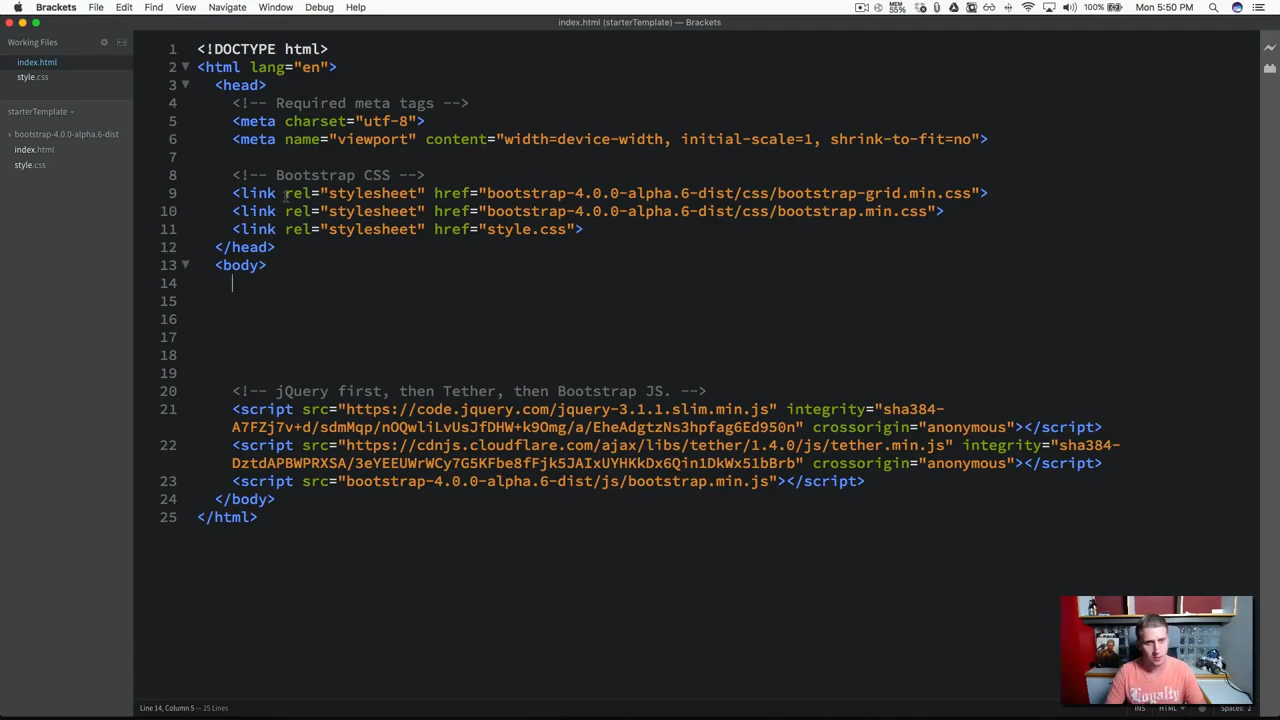 Brackets File Edit Find View Navigate Window Debug Help MEM 55% 100% Mon 5:50 PM
index.html (starterTemplate) — Brackets
Working Files
index.html
style.css
starterTemplate
bootstrap-4.0.0-alpha.6-dist
index.html
style.css
1 <!DOCTYPE html>
2 <html lang="en">
3 <head>
4 <!-- Required meta tags -->
5 <meta charset="utf-8">
6 <meta name="viewport" content="width=device-width, initial-scale=1, shrink-to-fit=no">
7
8 <!-- Bootstrap CSS -->
9 <link rel="stylesheet" href="bootstrap-4.0.0-alpha.6-dist/css/bootstrap-grid.min.css">
10 <link rel="stylesheet" href="bootstrap-4.0.0-alpha.6-dist/css/bootstrap.min.css">
11 <link rel="stylesheet" href="style.css">
12 </head>
13 <body>
14
15
16
17
18
19
20 <!-- jQuery first, then Tether, then Bootstrap JS. -->
21 <script src="https://code.jquery.com/jquery-3.1.1.slim.min.js" integrity="sha384-
A7FZj7v+d/sdmMqp/nOQwliLvUsJfDHW+k9Omg/a/EheAdgtzNs3hpfag6Ed950n" crossorigin="anonymous"></script>
22 <script src="https://cdnjs.cloudflare.com/ajax/libs/tether/1.4.0/js/tether.min.js" integrity="sha384-
DztdAPBWPRXSA/3eYEEUWrWCy7G5KFbe8fFjk5JAIxUYHKkDx6Qin1DkWx51bBrb" crossorigin="anonymous"></script>
23 <script src="bootstrap-4.0.0-alpha.6-dist/js/bootstrap.min.js"></script>
24 </body>
25 </html>
Loyalty
Line 14, Column 5 — 25 Lines
INS HTML Spaces: 2